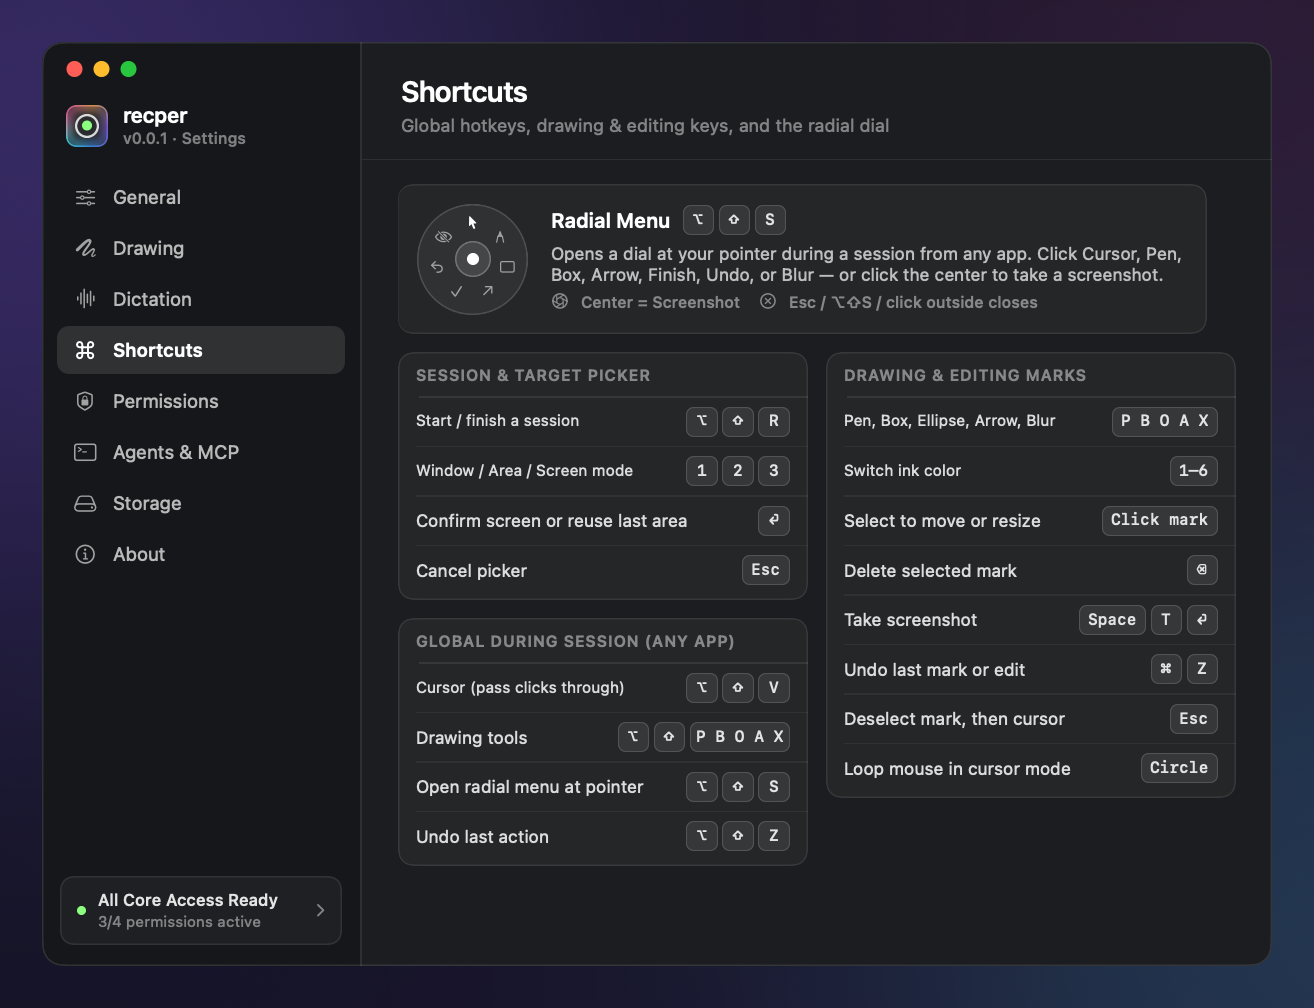 recper
v0.0.1 · Settings
General
Drawing
Dictation
Shortcuts
Permissions
Agents & MCP
Storage
About
All Core Access Ready
3/4 permissions active
Shortcuts
Global hotkeys, drawing & editing keys, and the radial dial
Radial Menu ⌥ ⇧ S
Opens a dial at your pointer during a session from any app. Click Cursor, Pen,
Box, Arrow, Finish, Undo, or Blur — or click the center to take a screenshot.
Center = Screenshot Esc / ⌥⇧S / click outside closes
SESSION & TARGET PICKER
Start / finish a session ⌥ ⇧ R
Window / Area / Screen mode 1 2 3
Confirm screen or reuse last area ⏎
Cancel picker Esc
GLOBAL DURING SESSION (ANY APP)
Cursor (pass clicks through) ⌥ ⇧ V
Drawing tools ⌥ ⇧ P B O A X
Open radial menu at pointer ⌥ ⇧ S
Undo last action ⌥ ⇧ Z
DRAWING & EDITING MARKS
Pen, Box, Ellipse, Arrow, Blur P B O A X
Switch ink color 1–6
Select to move or resize Click mark
Delete selected mark ⌫
Take screenshot Space T ⏎
Undo last mark or edit ⌘ Z
Deselect mark, then cursor Esc
Loop mouse in cursor mode Circle